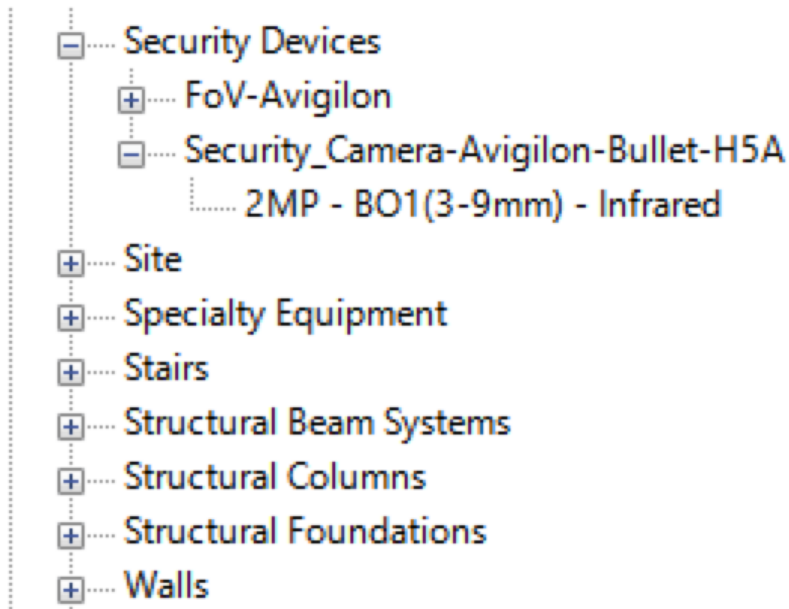 Security Devices
FoV-Avigilon
Security_Camera-Avigilon-Bullet-H5A
2MP - BO1(3-9mm) - Infrared
Site
Specialty Equipment
Stairs
Structural Beam Systems
Structural Columns
Structural Foundations
Walls